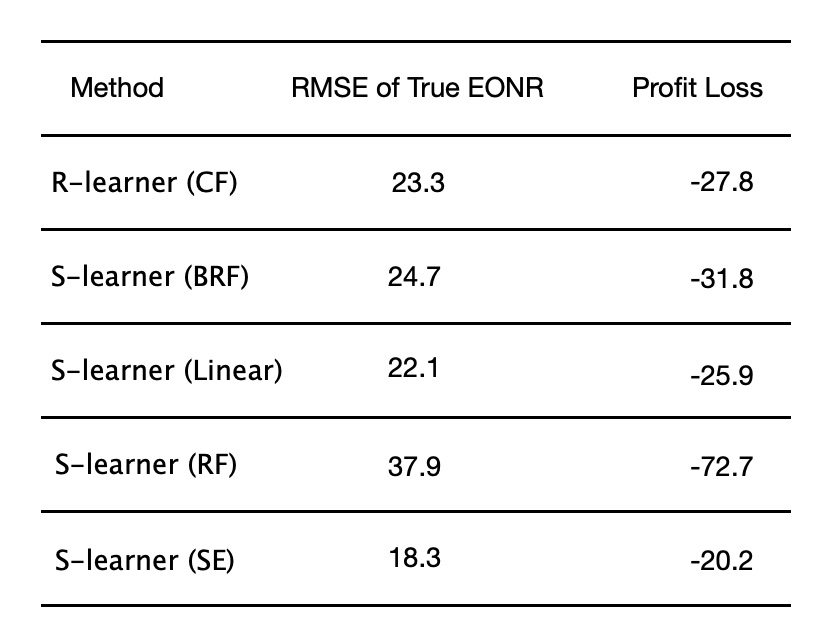 Method RMSE of True EONR Profit Loss
R-learner (CF) 23.3 -27.8
S-learner (BRF) 24.7 -31.8
S-learner (Linear) 22.1 -25.9
S-learner (RF) 37.9 -72.7
S-learner (SE) 18.3 -20.2